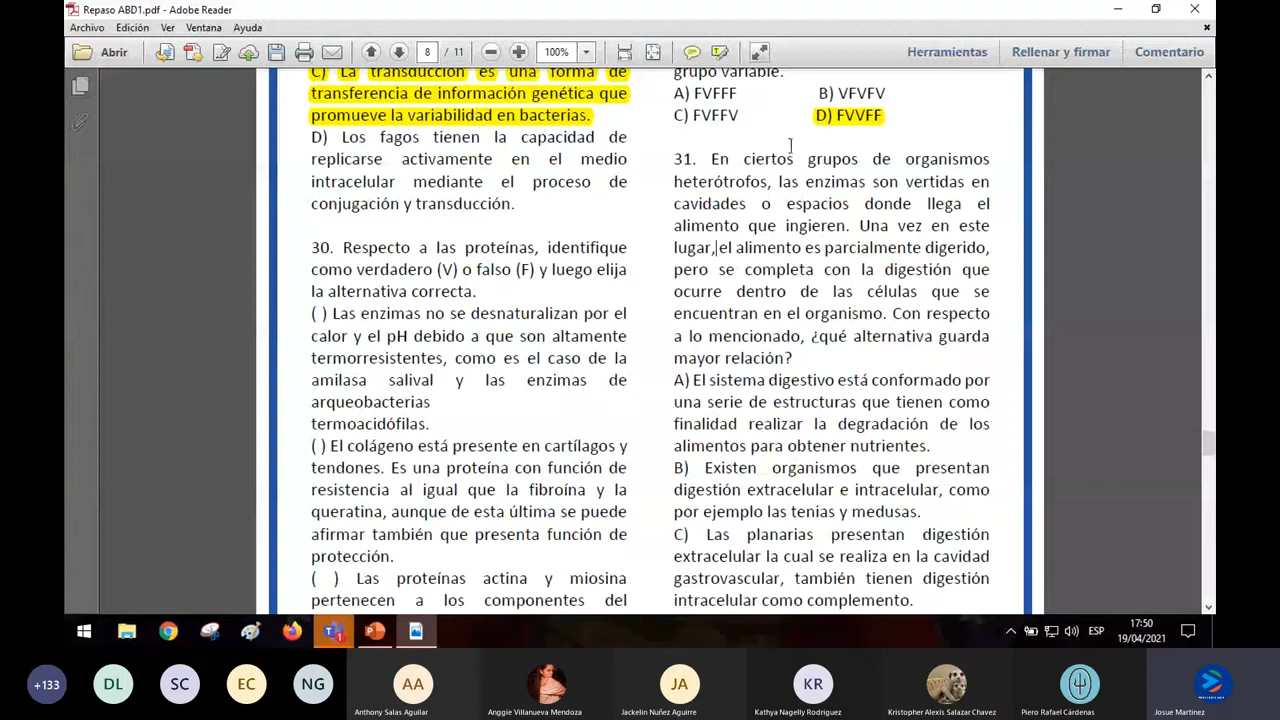 Repaso ABD1.pdf - Adobe Reader
Archivo Edición Ver Ventana Ayuda
Abrir
8 / 11
100%
Herramientas Rellenar y firmar Comentario
C) La transducción es una forma de
transferencia de información genética que
promueve la variabilidad en bacterias.
D) Los fagos tienen la capacidad de
replicarse activamente en el medio
intracelular mediante el proceso de
conjugación y transducción.
30. Respecto a las proteínas, identifique
como verdadero (V) o falso (F) y luego elija
la alternativa correcta.
( ) Las enzimas no se desnaturalizan por el
calor y el pH debido a que son altamente
termorresistentes, como es el caso de la
amilasa salival y las enzimas de
arqueobacterias
termoacidófilas.
( ) El colágeno está presente en cartílagos y
tendones. Es una proteína con función de
resistencia al igual que la fibroína y la
queratina, aunque de esta última se puede
afirmar también que presenta función de
protección.
( ) Las proteínas actina y miosina
pertenecen a los componentes del
grupo variable.
A) FVFFF B) VFVFV
C) FVFFV D) FVVFF
31. En ciertos grupos de organismos
heterótrofos, las enzimas son vertidas en
cavidades o espacios donde llega el
alimento que ingieren. Una vez en este
lugar, el alimento es parcialmente digerido,
pero se completa con la digestión que
ocurre dentro de las células que se
encuentran en el organismo. Con respecto
a lo mencionado, ¿qué alternativa guarda
mayor relación?
A) El sistema digestivo está conformado por
una serie de estructuras que tienen como
finalidad realizar la degradación de los
alimentos para obtener nutrientes.
B) Existen organismos que presentan
digestión extracelular e intracelular, como
por ejemplo las tenias y medusas.
C) Las planarias presentan digestión
extracelular la cual se realiza en la cavidad
gastrovascular, también tienen digestión
intracelular como complemento.
1
ESP
17:50
19/04/2021
+133
DL
SC
EC
NG
AA
Anthony Salas Aguilar
Anggie Villanueva Mendoza
JA
Jackelin Nuñez Aguirre
KR
Kathya Nagelly Rodriguez
Kristopher Alexis Salazar Chavez
Piero Rafael Cárdenas
Josue Martinez